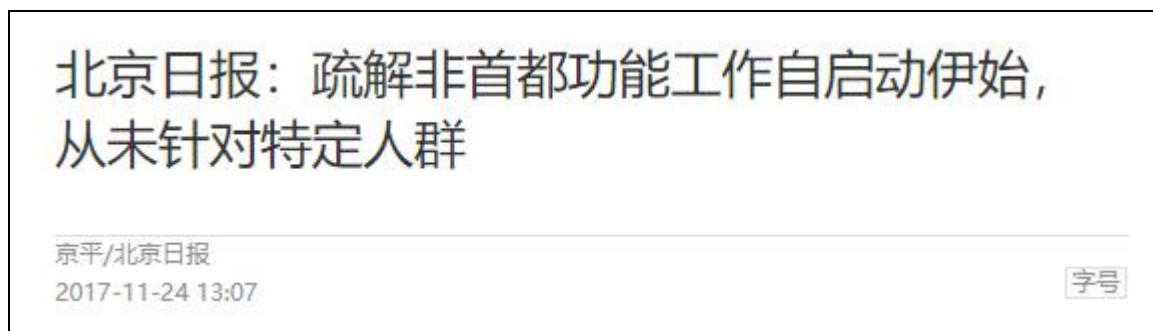 北京日报：疏解非首都功能工作自启动伊始，
从未针对特定人群
京平/北京日报
2017-11-24 13:07
字号